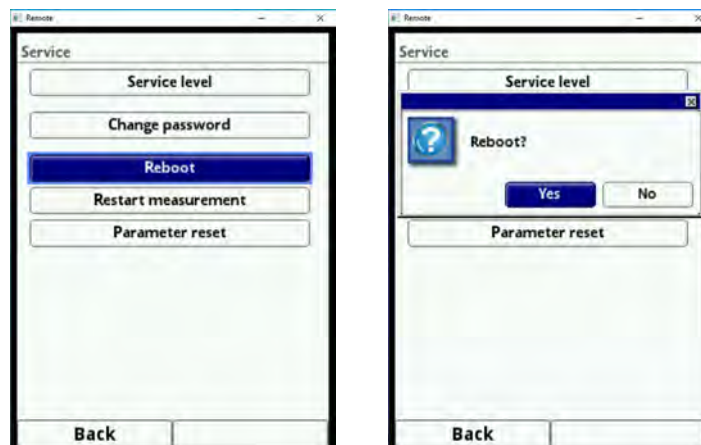 Remote
Service
Service level
Change password
Reboot
Restart measurement
Parameter reset
Back
Remote
Service
Service level
Reboot?
Yes No
Parameter reset
Back